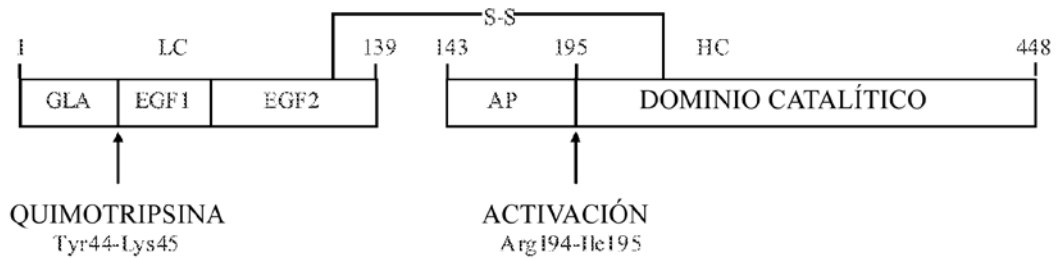 S-S
1 LC 139 143 195 HC 448
GLA EGF1 EGF2 AP DOMINIO CATALÍTICO
QUIMOTRIPSINA ACTIVACIÓN
Tyr44-Lys45 Arg194-Ile195